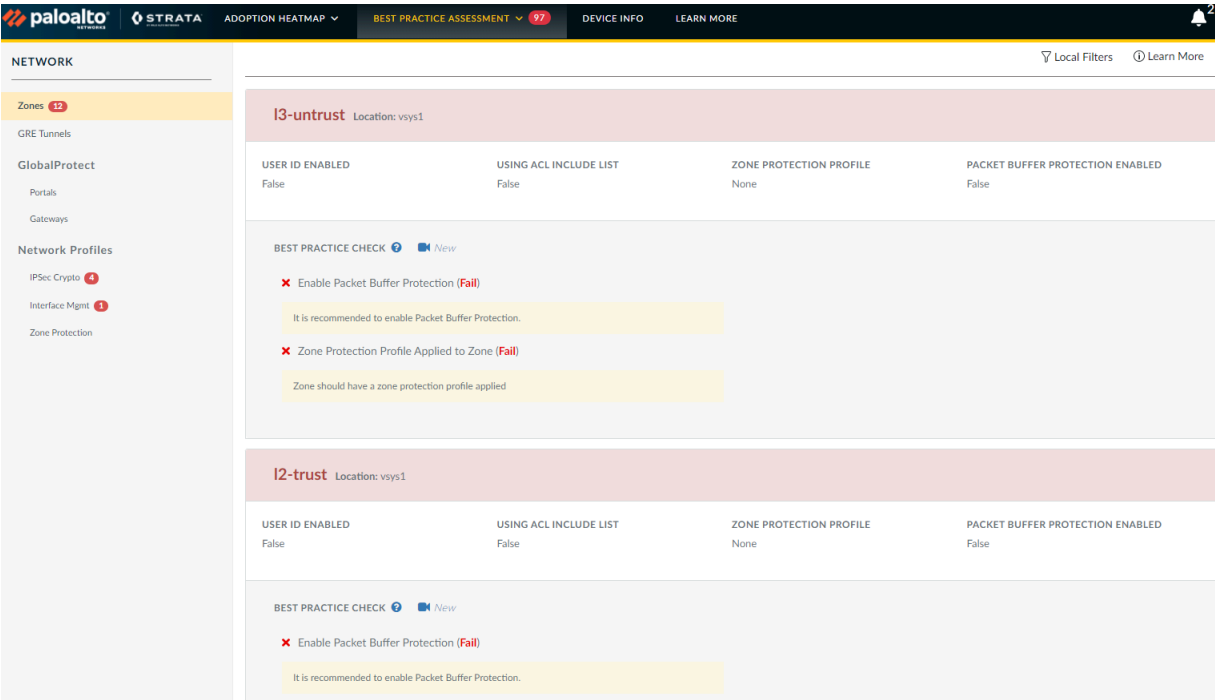 paloalto NETWORKS STRATA ADOPTION HEATMAP BEST PRACTICE ASSESSMENT 97 DEVICE INFO LEARN MORE 2
NETWORK
Local Filters Learn More
Zones 12
GRE Tunnels
GlobalProtect
Portals
Gateways
Network Profiles
IPSec Crypto 4
Interface Mgmt 1
Zone Protection
l3-untrust Location: vsys1
USER ID ENABLED USING ACL INCLUDE LIST ZONE PROTECTION PROFILE PACKET BUFFER PROTECTION ENABLED
False False None False
BEST PRACTICE CHECK ? New
Enable Packet Buffer Protection (Fail)
It is recommended to enable Packet Buffer Protection.
Zone Protection Profile Applied to Zone (Fail)
Zone should have a zone protection profile applied
l2-trust Location: vsys1
USER ID ENABLED USING ACL INCLUDE LIST ZONE PROTECTION PROFILE PACKET BUFFER PROTECTION ENABLED
False False None False
BEST PRACTICE CHECK ? New
Enable Packet Buffer Protection (Fail)
It is recommended to enable Packet Buffer Protection.